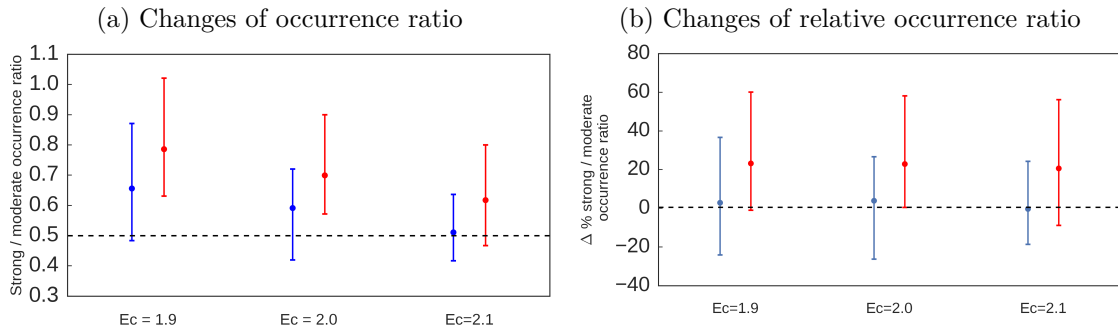 (a) Changes of occurrence ratio
Strong / moderate occurrence ratio
1.1
1.0
0.9
0.8
0.7
0.6
0.5
0.4
0.3
Ec = 1.9
Ec = 2.0
Ec=2.1
(b) Changes of relative occurrence ratio
Δ % strong / moderate
occurrence ratio
80
60
40
20
0
−20
−40
Ec=1.9
Ec=2.0
Ec=2.1